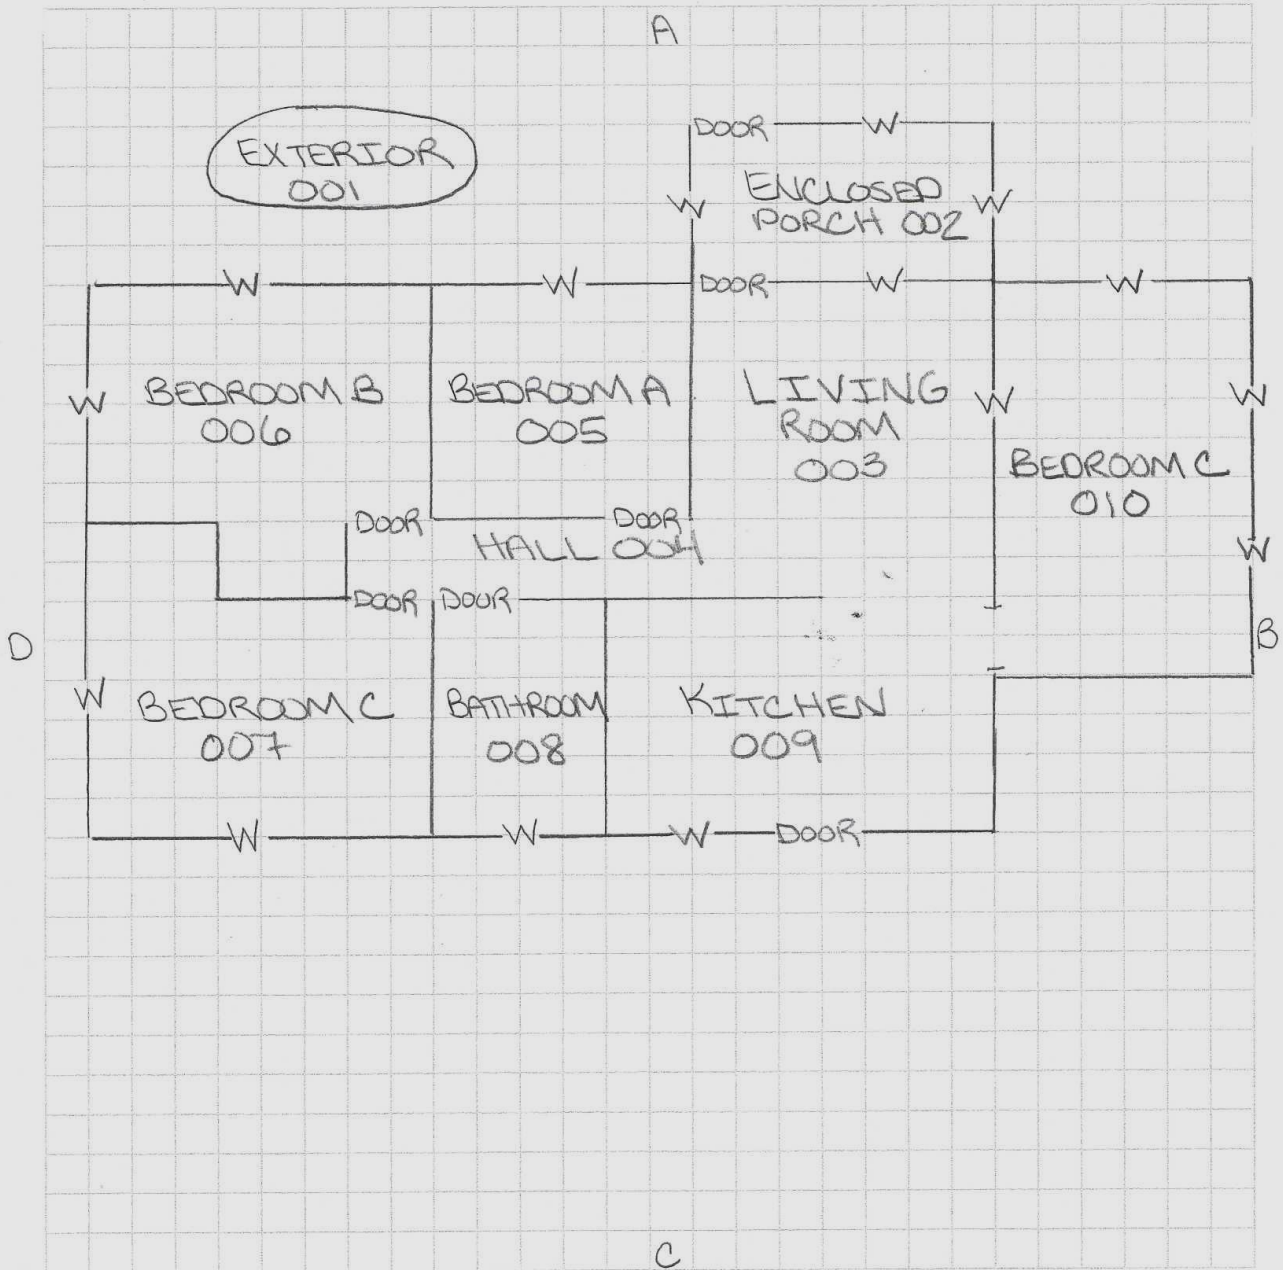 A
EXTERIOR
001
DOOR W
W ENCLOSED W
PORCH 002
W W DOOR W W
W BEDROOM B BEDROOM A LIVING W W
006 005 ROOM
003
BEDROOM C
010
DOOR DOOR
HALL 004 W
DOOR DOOR
D B
W BEDROOM C BATHROOM KITCHEN
007 008 009
W W W DOOR
C